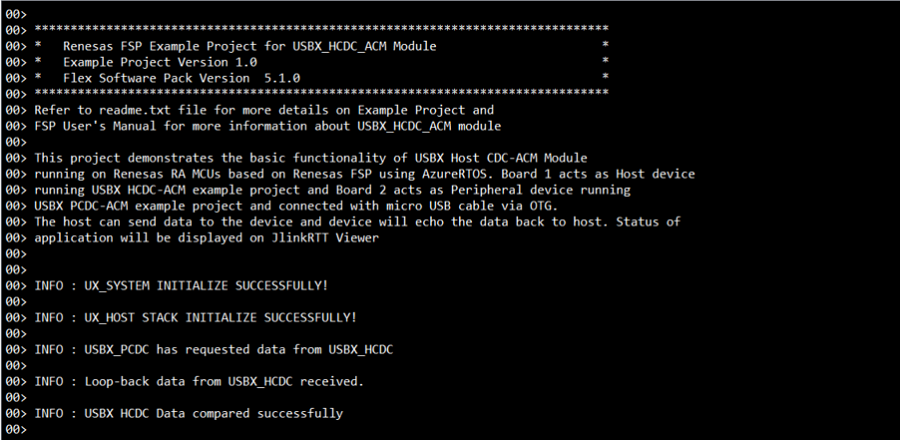 00>
00> ********************************************************************************
00> *   Renesas FSP Example Project for USBX_HCDC_ACM Module                       *
00> *   Example Project Version 1.0                                                *
00> *   Flex Software Pack Version  5.1.0                                          *
00> ********************************************************************************
00> Refer to readme.txt file for more details on Example Project and
00> FSP User's Manual for more information about USBX_HCDC_ACM module
00>
00> This project demonstrates the basic functionality of USBX Host CDC-ACM Module
00> running on Renesas RA MCUs based on Renesas FSP using AzureRTOS. Board 1 acts as Host device
00> running USBX HCDC-ACM example project and Board 2 acts as Peripheral device running
00> USBX PCDC-ACM example project and connected with micro USB cable via OTG.
00> The host can send data to the device and device will echo the data back to host. Status of
00> application will be displayed on JlinkRTT Viewer
00>
00>
00> INFO : UX_SYSTEM INITIALIZE SUCCESSFULLY!
00>
00> INFO : UX_HOST STACK INITIALIZE SUCCESSFULLY!
00>
00> INFO : USBX_PCDC has requested data from USBX_HCDC
00>
00> INFO : Loop-back data from USBX_HCDC received.
00>
00> INFO : USBX HCDC Data compared successfully
00>